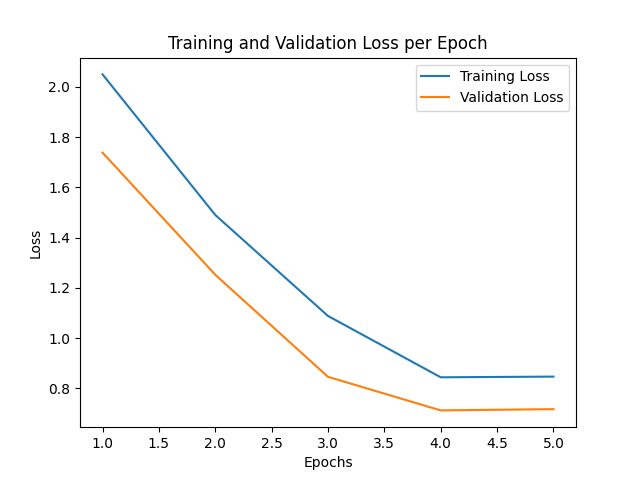 Training and Validation Loss per Epoch
Training Loss
Validation Loss
Loss
2.0
1.8
1.6
1.4
1.2
1.0
0.8
1.0 1.5 2.0 2.5 3.0 3.5 4.0 4.5 5.0
Epochs